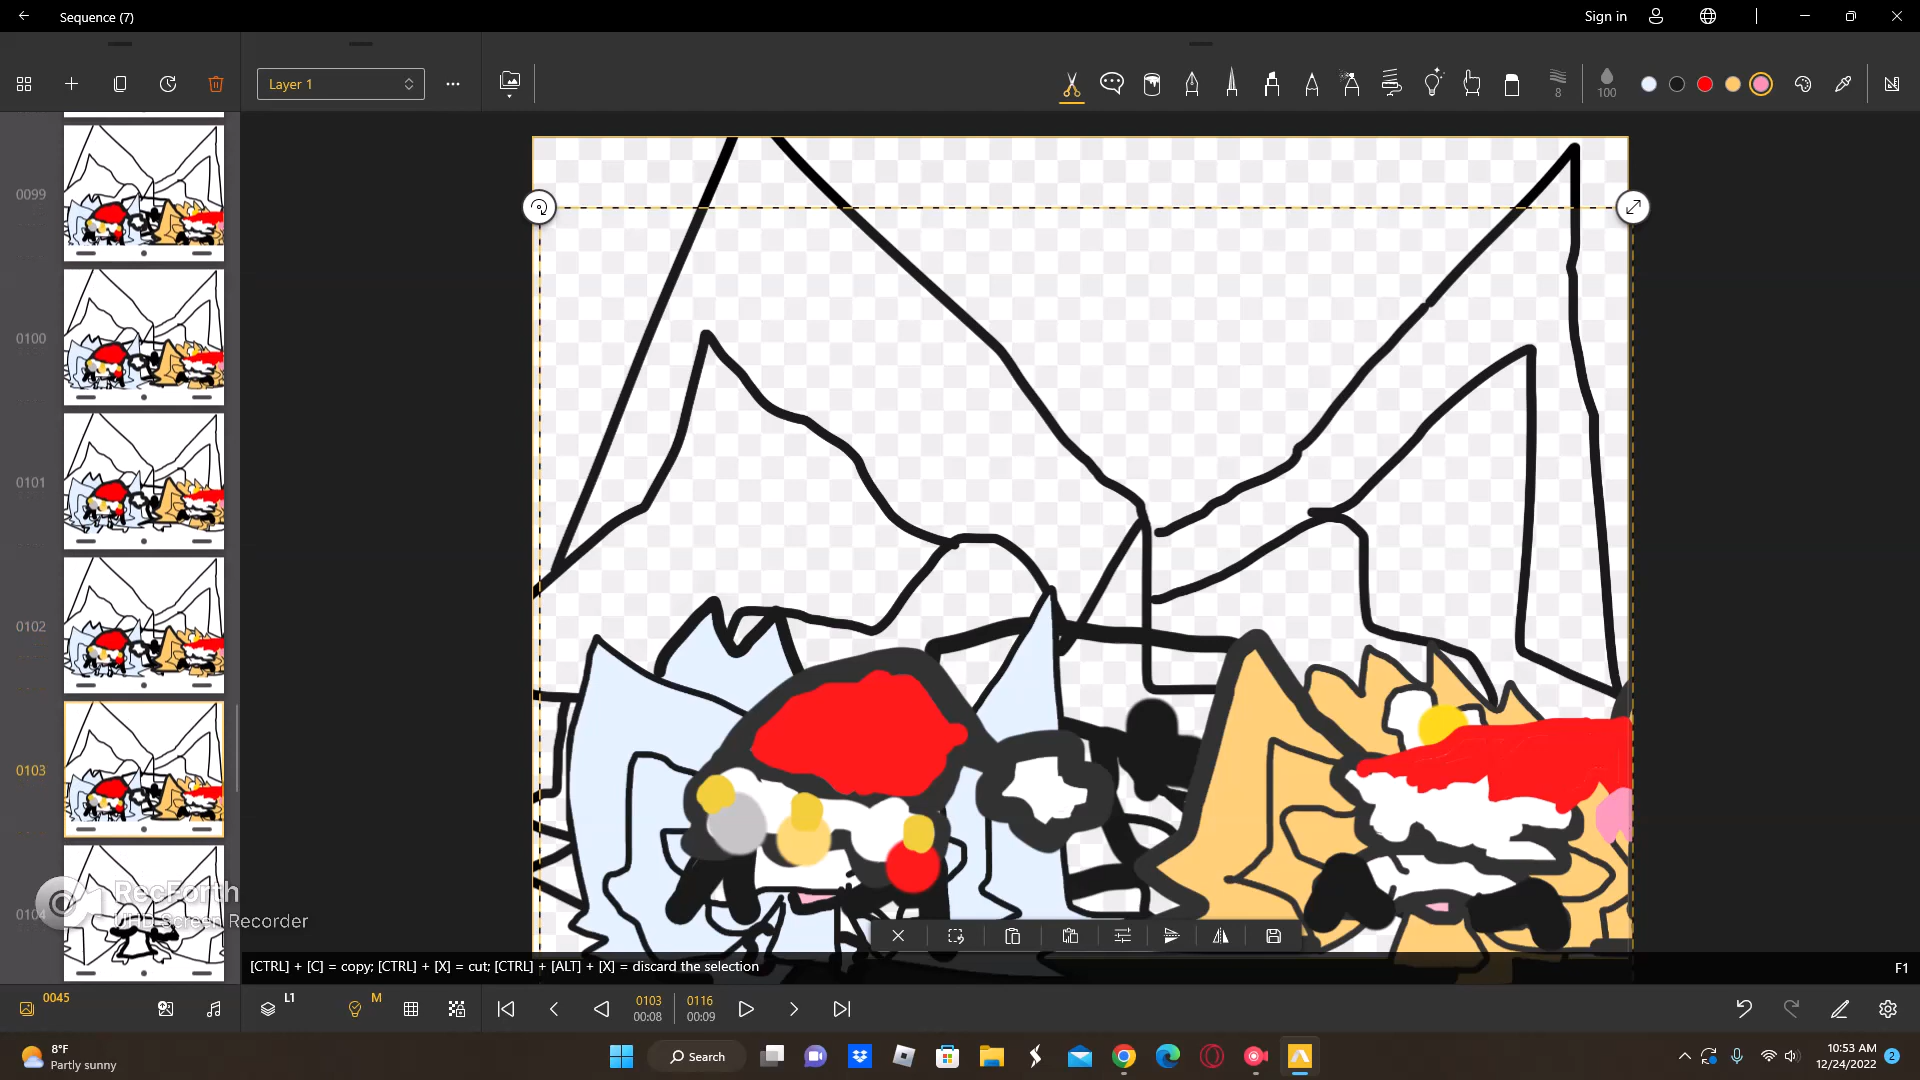 Sequence (7)
Sign in
Layer 1
8
100
0099
0100
0101
0102
0103
0104
RecForth
UHD Screen Recorder
[CTRL] + [C] = copy; [CTRL] + [X] = cut; [CTRL] + [ALT] + [X] = discard the selection
F1
0045
L1
M
0103
00:08
0116
00:09
8°F
Partly sunny
Search
10:53 AM
12/24/2022
2